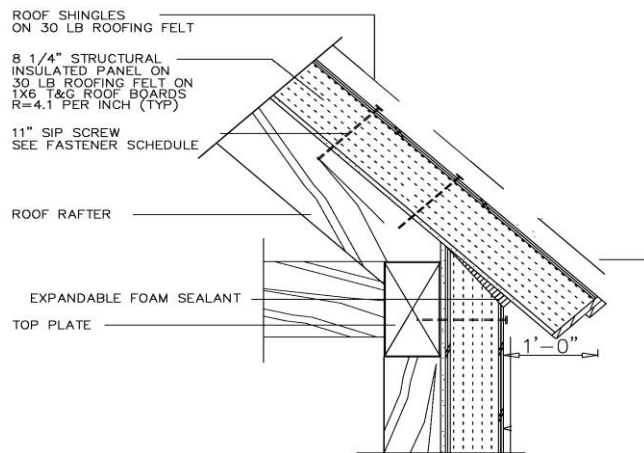 ROOF SHINGLES
ON 30 LB ROOFING FELT
8 1/4" STRUCTURAL
INSULATED PANEL ON
30 LB ROOFING FELT ON
1X6 T&G ROOF BOARDS
R=4.1 PER INCH (TYP)
11" SIP SCREW
SEE FASTENER SCHEDULE
ROOF RAFTER
EXPANDABLE FOAM SEALANT
TOP PLATE
1'-0"